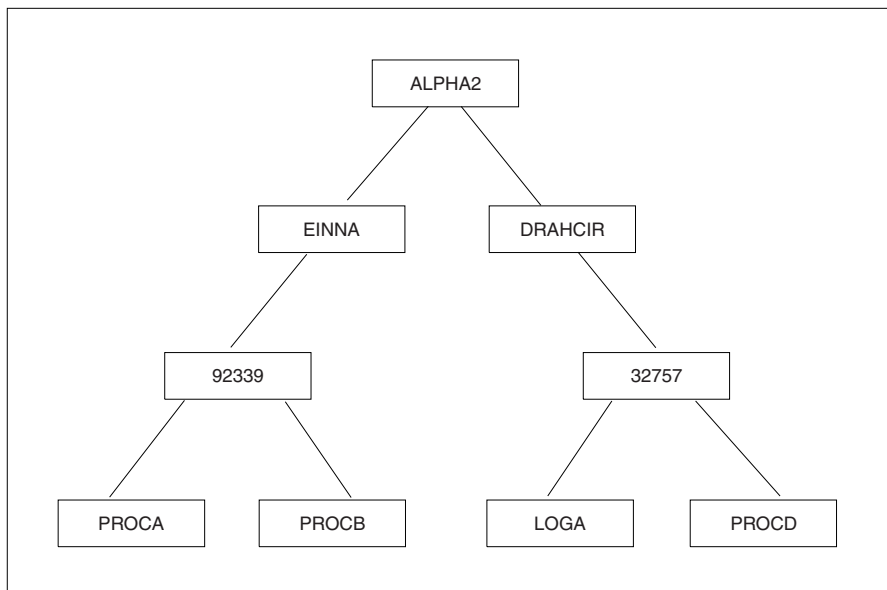 ALPHA2
EINNA DRAHCIR
92339 32757
PROCA PROCB LOGA PROCD